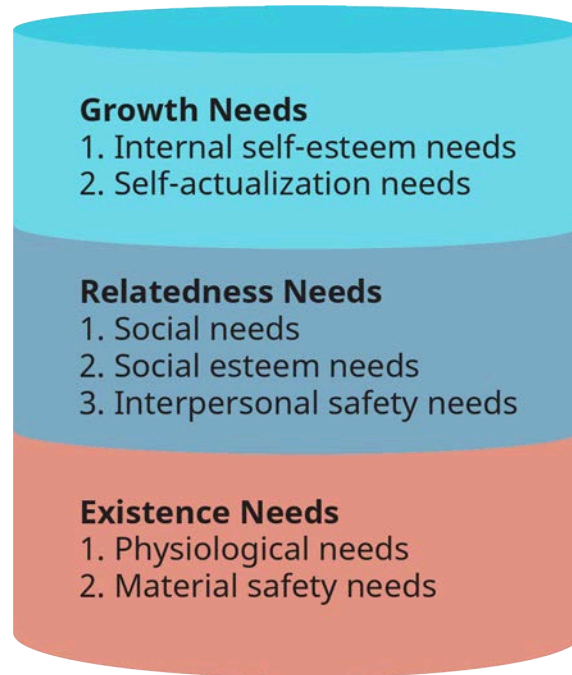 Growth Needs
1. Internal self-esteem needs
2. Self-actualization needs
Relatedness Needs
1. Social needs
2. Social esteem needs
3. Interpersonal safety needs
Existence Needs
1. Physiological needs
2. Material safety needs